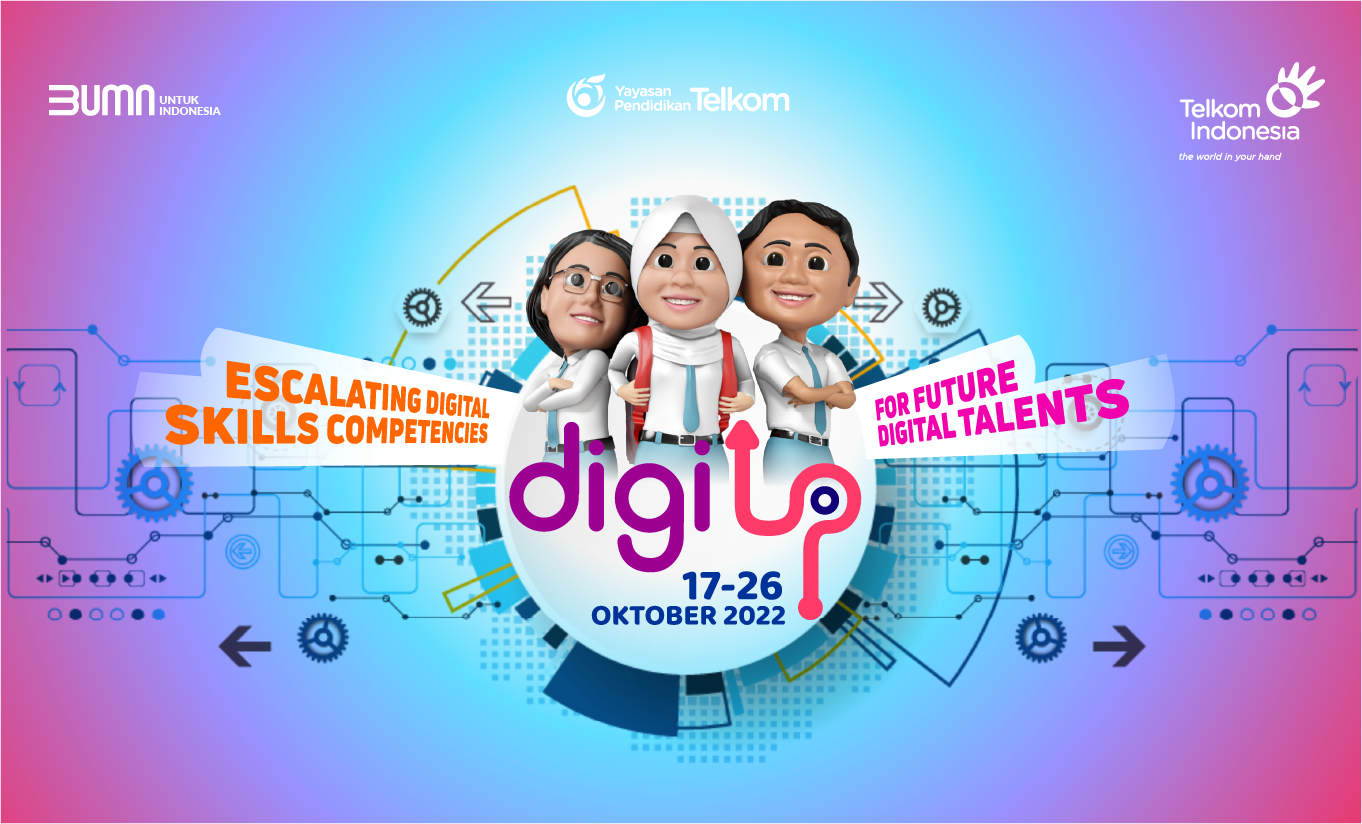 BUMN UNTUK
INDONESIA
Yayasan
Pendidikan Telkom
Telkom
Indonesia
the world in your hand
ESCALATING DIGITAL
SKILLS COMPETENCIES
FOR FUTURE
DIGITAL TALENTS
digi Up
17-26
OKTOBER 2022